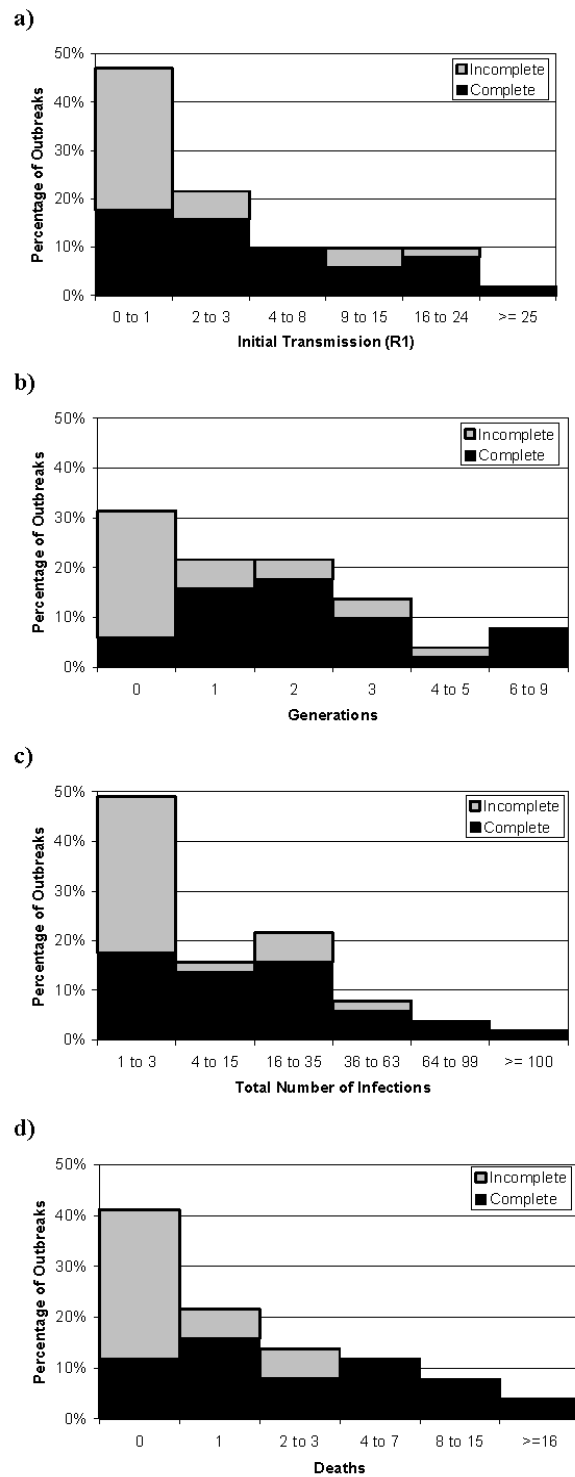 a)
50%
40%
30%
20%
10%
0%
Percentage of Outbreaks
Incomplete
Complete
0 to 1 2 to 3 4 to 8 9 to 15 16 to 24 >= 25
Initial Transmission (R1)
b)
50%
40%
30%
20%
10%
0%
Percentage of Outbreaks
Incomplete
Complete
0 1 2 3 4 to 5 6 to 9
Generations
c)
50%
40%
30%
20%
10%
0%
Percentage of Outbreaks
Incomplete
Complete
1 to 3 4 to 15 16 to 35 36 to 63 64 to 99 >= 100
Total Number of Infections
d)
50%
40%
30%
20%
10%
0%
Percentage of Outbreaks
Incomplete
Complete
0 1 2 to 3 4 to 7 8 to 15 >=16
Deaths